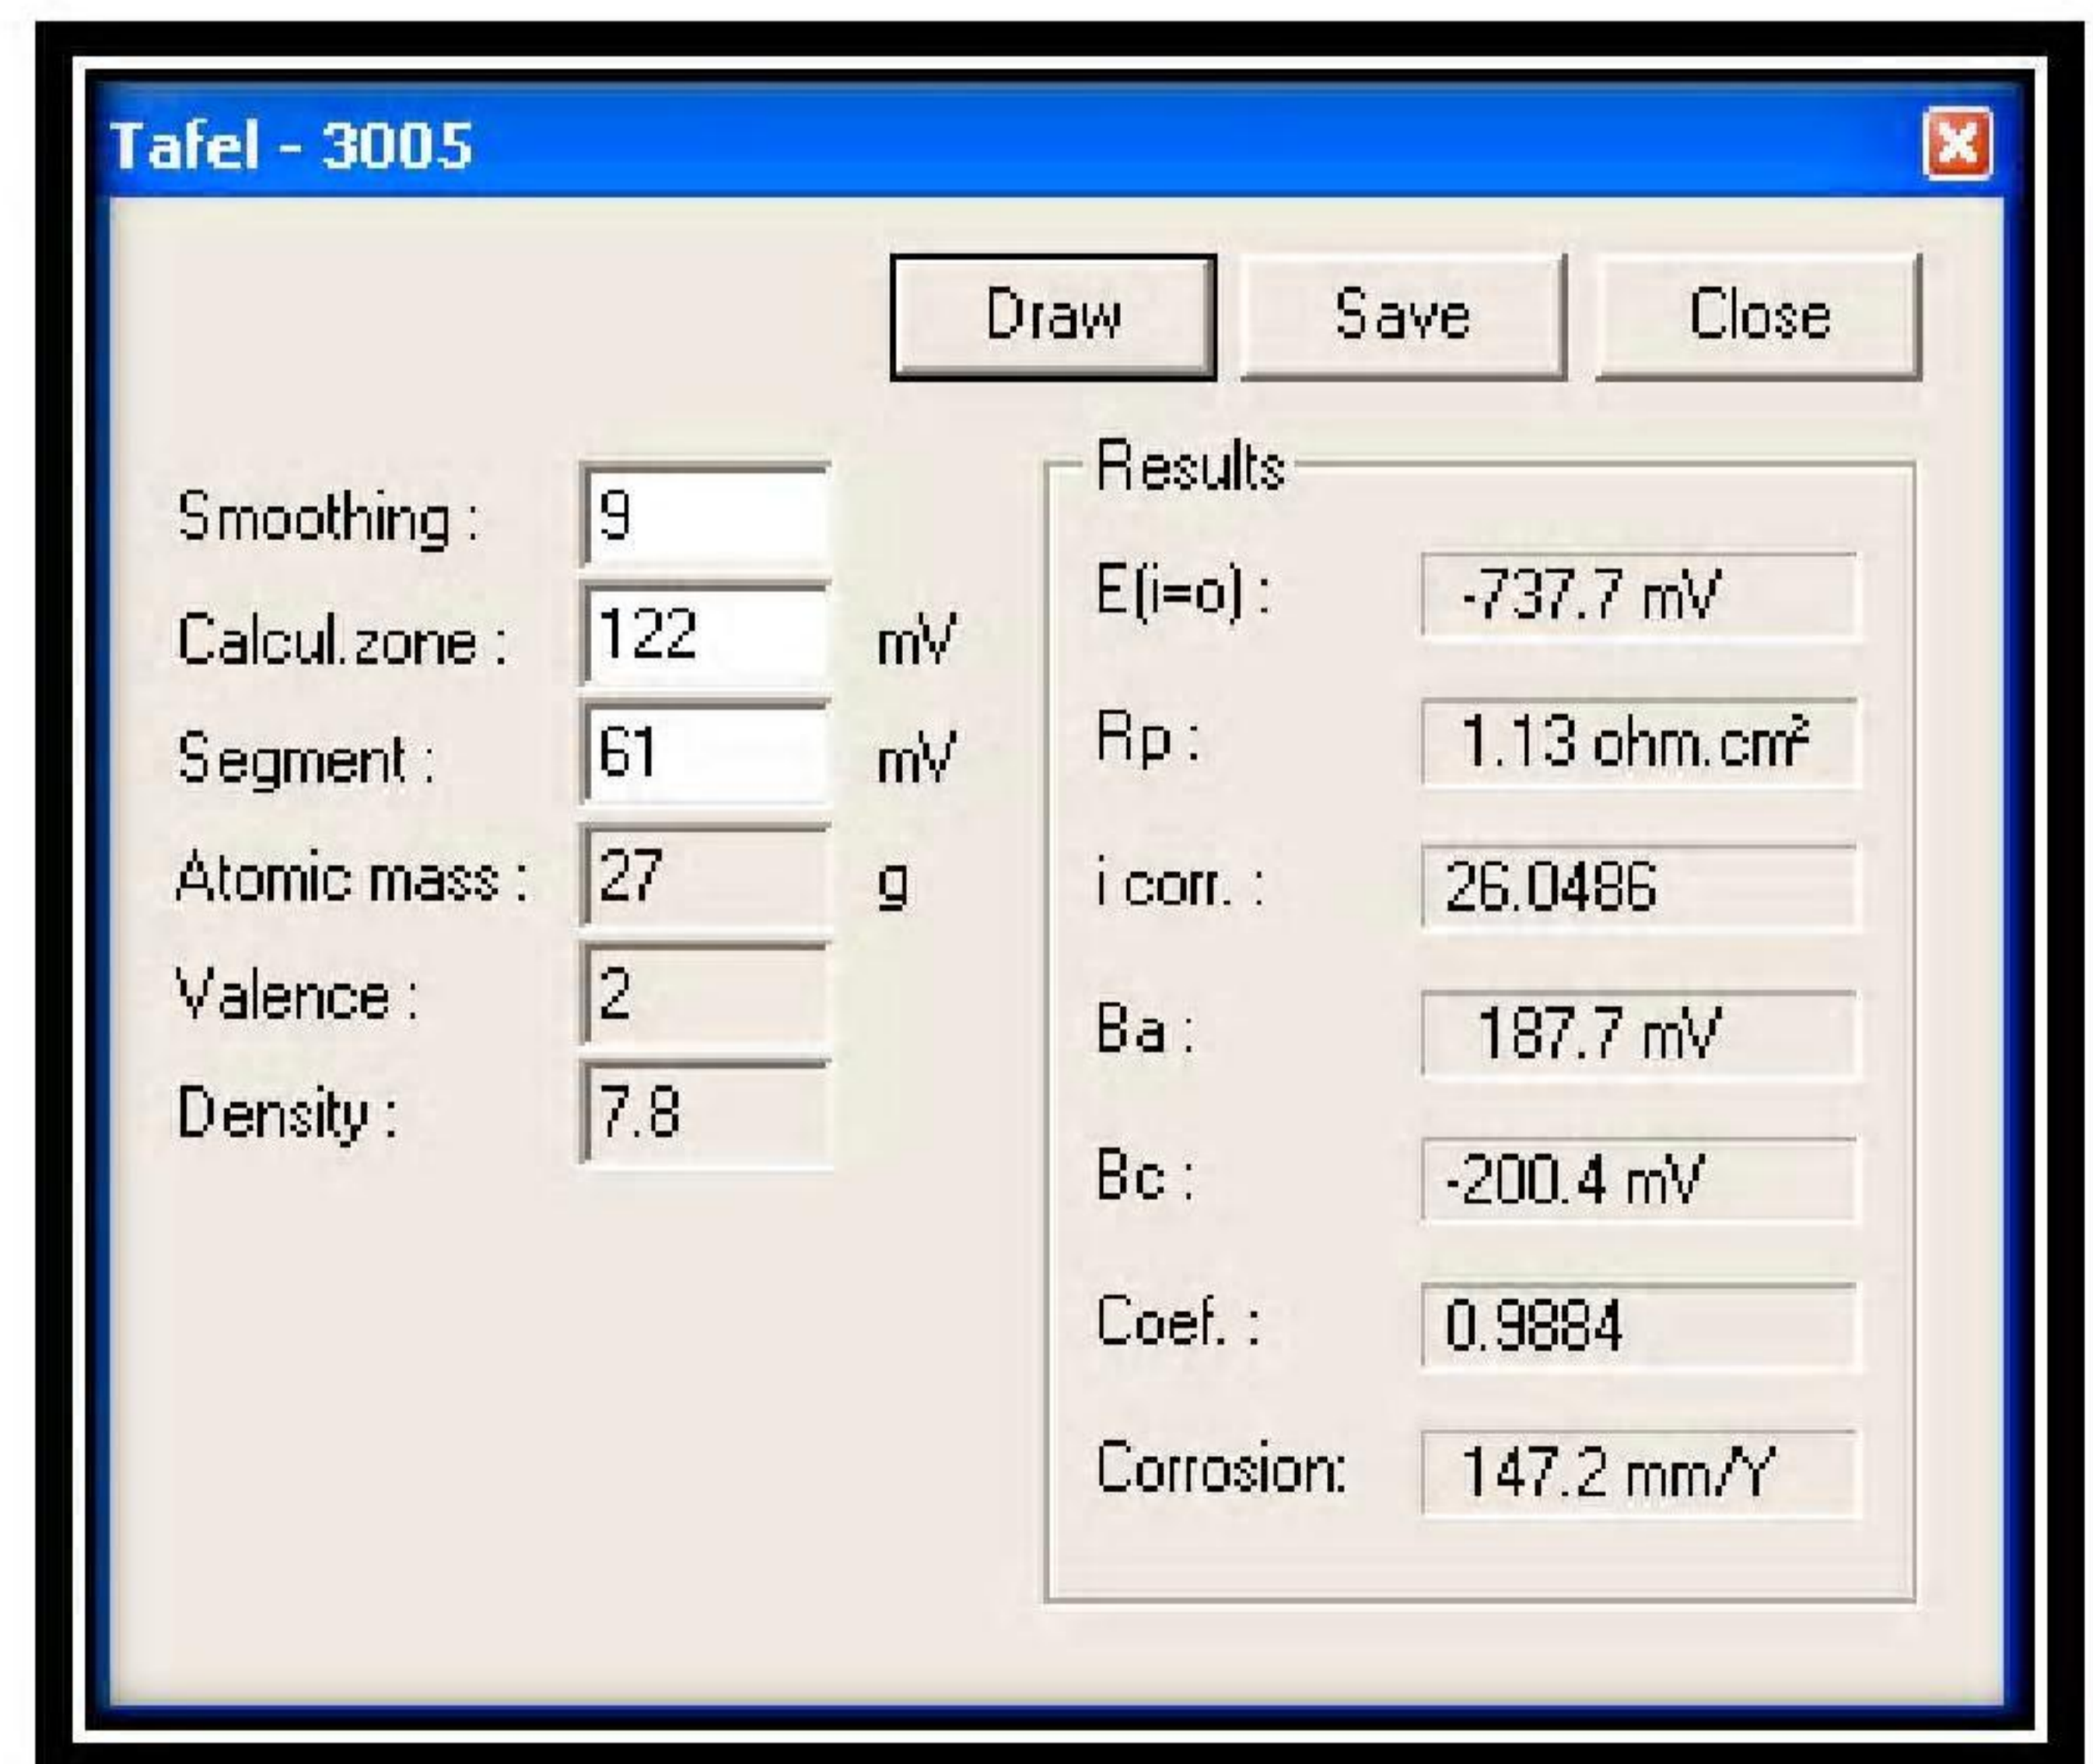 Tafel - 3005
Draw Save Close
Smoothing : 9
Calcul.zone : 122 mV
Segment : 61 mV
Atomic mass : 27 g
Valence : 2
Density : 7.8
Results
E(i=o) : -737.7 mV
Rp : 1.13 ohm.cm²
i corr. : 26.0486
Ba : 187.7 mV
Bc : -200.4 mV
Coef. : 0.9884
Corrosion: 147.2 mm/Y